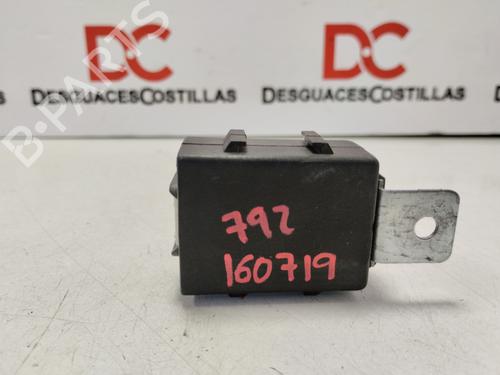 DC DC
DESGUACESCOSTILLAS DESGUACESCOSTILLAS
B-PARTS
792
160719